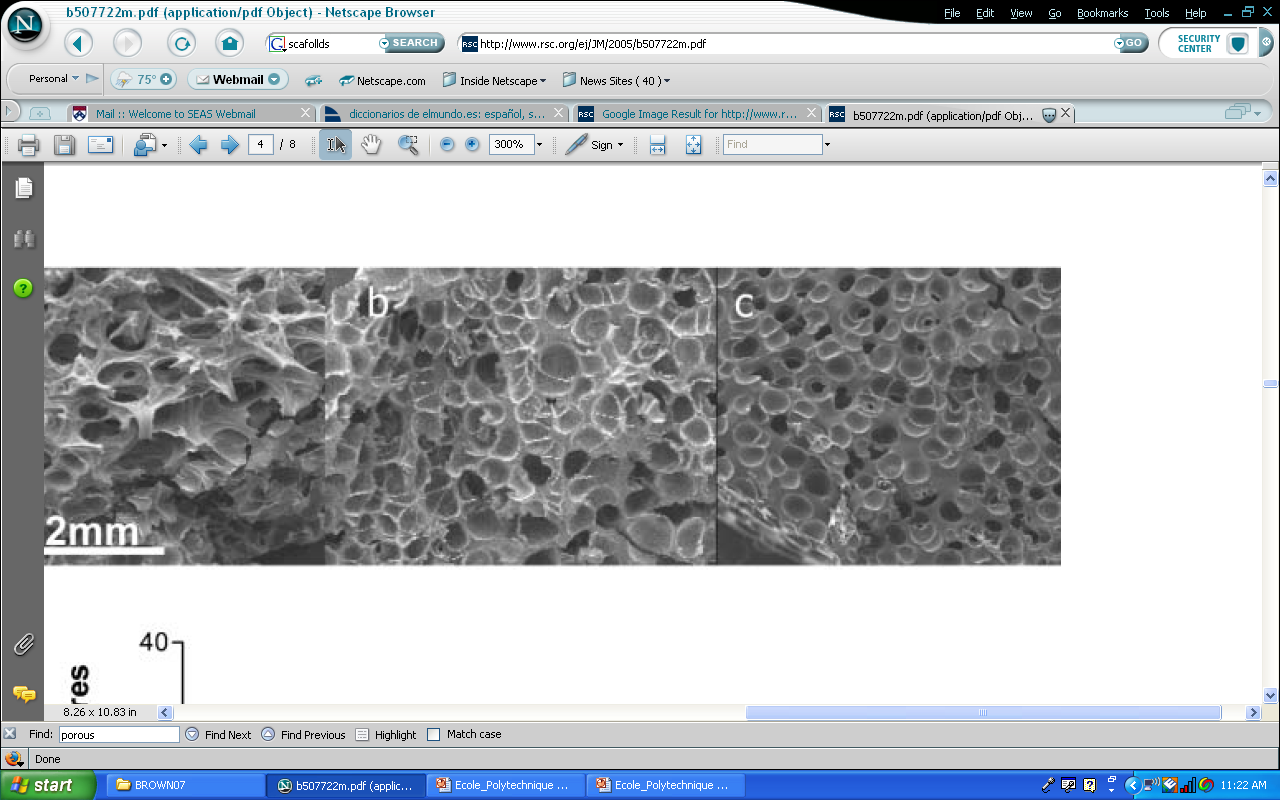 b507722m.pdf (application/pdf Object) - Netscape Browser
File Edit View Go Bookmarks Tools Help
N
scafollds SEARCH RSC http://www.rsc.org/ej/JM/2005/b507722m.pdf GO SECURITY CENTER
Personal 75° Webmail Netscape.com Inside Netscape News Sites ( 40 )
Mail :: Welcome to SEAS Webmail diccionarios de elmundo.es: español, s... RSC Google Image Result for http://www.r... RSC b507722m.pdf (application/pdf Obj...
4 / 8 300% Sign Find
b
c
2mm
40
res
8.26 x 10.83 in
Find: porous Find Next Find Previous Highlight Match case
Done
start BROWN07 b507722m.pdf (applic... Ecole_Polytechnique ... Ecole_Polytechnique ... 11:22 AM